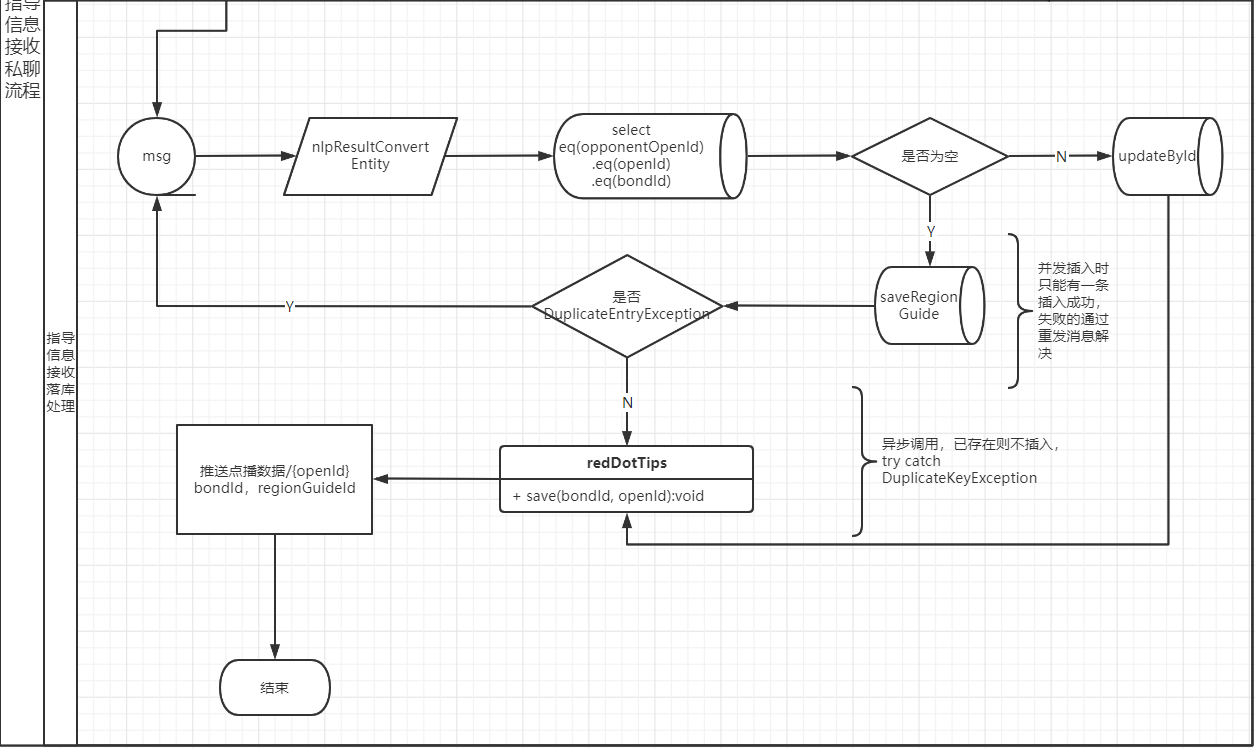 指导
信息
接收
私聊
流程
指导
信息
接收
落库
处理
msg
nlpResultConvert
Entity
select
eq(opponentOpenId)
.eq(openId)
.eq(bondId)
是否为空
N
updateById
Y
saveRegion
Guide
并发插入时
只能有一条
插入成功，
失败的通过
重发消息解
决
是否
DuplicateEntryException
Y
N
redDotTips
+ save(bondId, openId):void
异步调用，已存在则不插入，
try catch
DuplicateKeyException
推送点播数据/{openId}
bondId，regionGuideId
结束